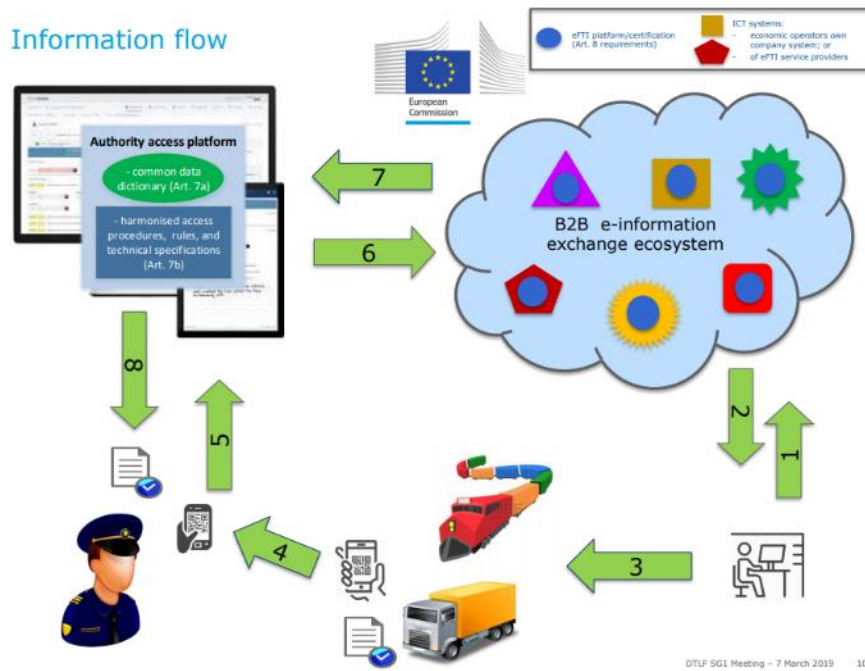 Information flow
European
Commission
eFTI platform/certification
(Art. 8 requirements)
ICT systems:
- economic operators own
company system; or
- of eFTI service providers
Authority access platform
- common data
dictionary (Art. 7a)
- harmonised access
procedures, rules, and
technical specifications
(Art. 7b)
7
6
B2B e-information
exchange ecosystem
8
5
2
1
4
3
DTLF SG1 Meeting – 7 March 2019